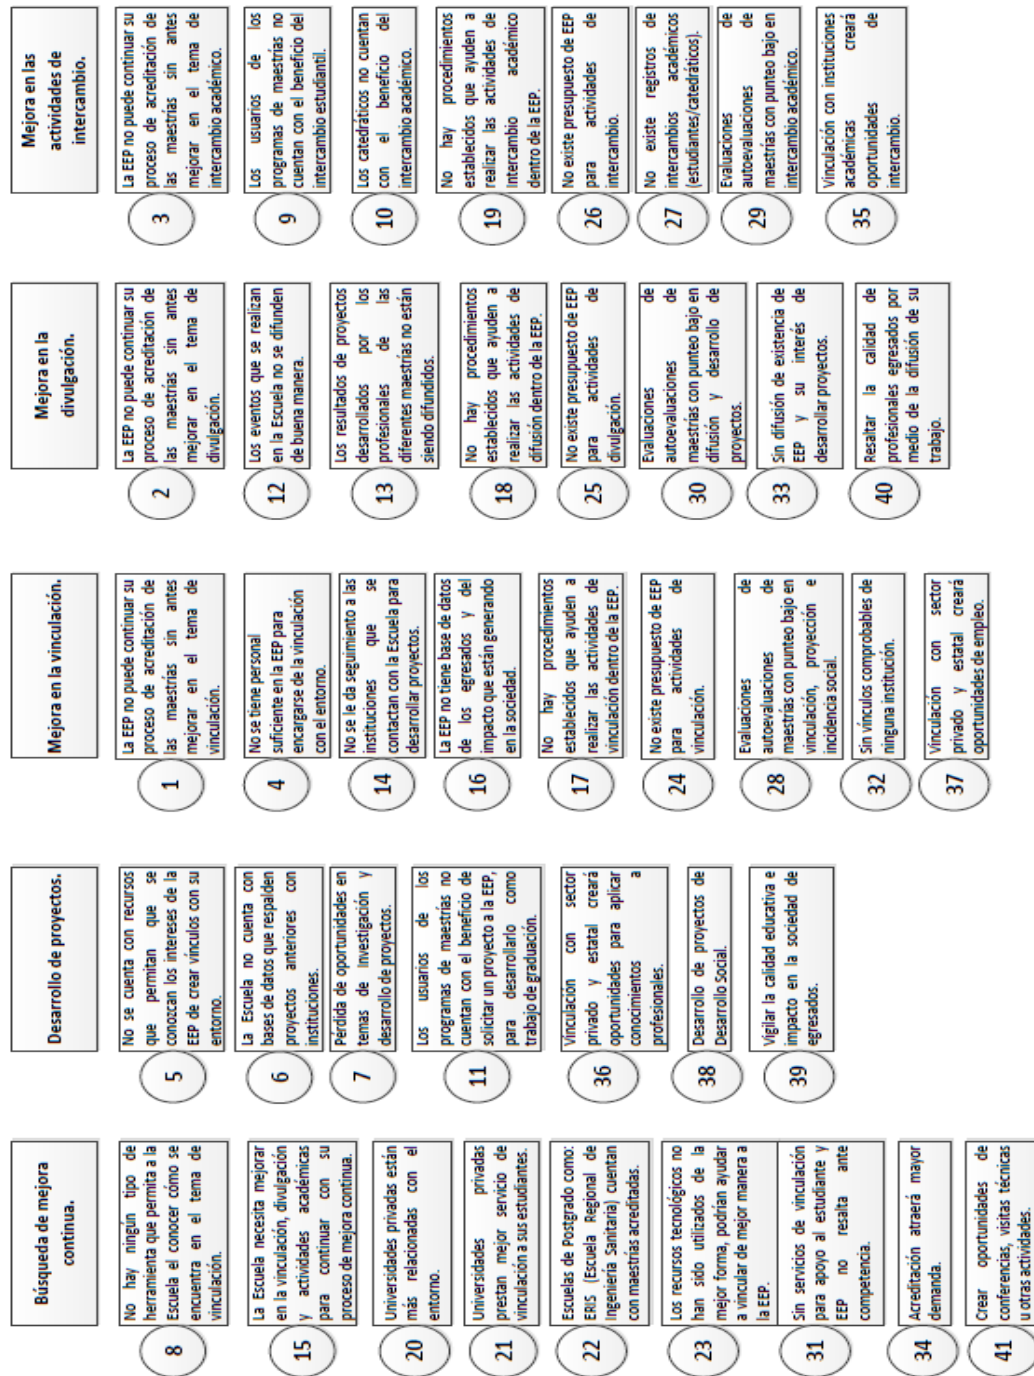 Búsqueda de mejora
continua.
8
No hay ningún tipo de
herramienta que permita a la
Escuela el conocer cómo se
encuentra en el tema de
vinculación.
15
La Escuela necesita mejorar
en la vinculación, divulgación
y actividades académicas
para continuar con su
proceso de mejora continua.
20
Universidades privadas están
más relacionadas con el
entorno.
21
Universidades privadas
prestan mejor servicio de
vinculación a sus estudiantes.
22
Escuelas de Postgrado como:
ERIS (Escuela Regional de
Ingeniería Sanitaria) cuentan
con maestrías acreditadas.
23
Los recursos tecnológicos no
han sido utilizados de la
mejor forma, podrían ayudar
a vincular de mejor manera a
la EEP.
31
Sin servicios de vinculación
para apoyo al estudiante y
EEP no resalta ante
competencia.
34
Acreditación atraerá mayor
demanda.
41
Crear oportunidades de
conferencias, visitas técnicas
u otras actividades.
Desarrollo de proyectos.
5
No se cuenta con recursos
que permitan que se
conozcan los intereses de la
EEP de crear vínculos con su
entorno.
6
La Escuela no cuenta con
bases de datos que respalden
proyectos anteriores con
instituciones.
7
Pérdida de oportunidades en
temas de investigación y
desarrollo de proyectos.
11
Los usuarios de los
programas de maestrías no
cuentan con el beneficio de
solicitar un proyecto a la EEP,
para desarrollarlo como
trabajo de graduación.
36
Vinculación con sector
privado y estatal creará
oportunidades para aplicar
conocimientos a
profesionales.
38
Desarrollo de proyectos de
Desarrollo Social.
39
Vigilar la calidad educativa e
impacto en la sociedad de
egresados.
Mejora en la vinculación.
1
La EEP no puede continuar su
proceso de acreditación de
las maestrías sin antes
mejorar en el tema de
vinculación.
4
No se tiene personal
suficiente en la EEP para
encargarse de la vinculación
con el entorno.
14
No se le da seguimiento a las
instituciones que se
contactan con la Escuela para
desarrollar proyectos.
16
La EEP no tiene base de datos
de los egresados y del
impacto que están generando
en la sociedad.
17
No hay procedimientos
establecidos que ayuden a
realizar las actividades de
vinculación dentro de la EEP.
24
No existe presupuesto de EEP
para actividades de
vinculación.
28
Evaluaciones de
autoevaluaciones de
maestrías con punteo bajo en
vinculación, proyección e
incidencia social.
32
Sin vínculos comprobables de
ninguna institución.
37
Vinculación con sector
privado y estatal creará
oportunidades de empleo.
Mejora en la
divulgación.
2
La EEP no puede continuar su
proceso de acreditación de
las maestrías sin antes
mejorar en el tema de
divulgación.
12
Los eventos que se realizan
en la Escuela no se difunden
de buena manera.
13
Los resultados de proyectos
desarrollados por los
profesionales de las
diferentes maestrías no están
siendo difundidos.
18
No hay procedimientos
establecidos que ayuden a
realizar las actividades de
difusión dentro de la EEP.
25
No existe presupuesto de EEP
para actividades de
divulgación.
30
Evaluaciones de
autoevaluaciones de
maestrías con punteo bajo en
difusión y desarrollo de
proyectos.
33
Sin difusión de existencia de
EEP y su interés de
desarrollar proyectos.
40
Resaltar la calidad de
profesionales egresados por
medio de la difusión de su
trabajo.
Mejora en las
actividades de
intercambio.
3
La EEP no puede continuar su
proceso de acreditación de
las maestrías sin antes
mejorar en el tema de
intercambio académico.
9
Los usuarios de los
programas de maestrías no
cuentan con el beneficio del
intercambio estudiantil.
10
Los catedráticos no cuentan
con el beneficio del
intercambio académico.
19
No hay procedimientos
establecidos que ayuden a
realizar las actividades de
Intercambio académico
dentro de la EEP.
26
No existe presupuesto de EEP
para actividades de
intercambio.
27
No existe registros de
intercambios académicos
(estudiantes/catedráticos).
29
Evaluaciones de
autoevaluaciones de
maestrías con punteo bajo en
intercambio académico.
35
Vinculación con instituciones
académicas creará
oportunidades de
intercambio.